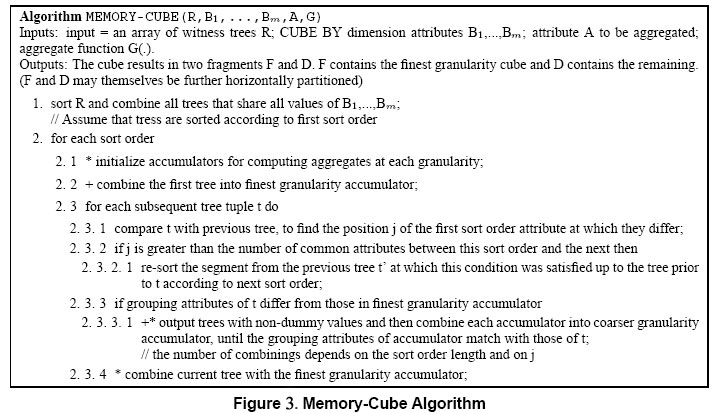 Algorithm MEMORY-CUBE (R, B1, ..., Bm, A, G)
Inputs: input = an array of witness trees R; CUBE BY dimension attributes B1,...,Bm; attribute A to be aggregated;
aggregate function G(.).
Outputs: The cube results in two fragments F and D. F contains the finest granularity cube and D contains the remaining.
(F and D may themselves be further horizontally partitioned)
1. sort R and combine all trees that share all values of B1,...,Bm;
// Assume that tress are sorted according to first sort order
2. for each sort order
2. 1 * initialize accumulators for computing aggregates at each granularity;
2. 2 + combine the first tree into finest granularity accumulator;
2. 3 for each subsequent tree tuple t do
2. 3. 1 compare t with previous tree, to find the position j of the first sort order attribute at which they differ;
2. 3. 2 if j is greater than the number of common attributes between this sort order and the next then
2. 3. 2. 1 re-sort the segment from the previous tree t' at which this condition was satisfied up to the tree prior
to t according to next sort order;
2. 3. 3 if grouping attributes of t differ from those in finest granularity accumulator
2. 3. 3. 1 +* output trees with non-dummy values and then combine each accumulator into coarser granularity
accumulator, until the grouping attributes of accumulator match with those of t;
// the number of combinings depends on the sort order length and on j
2. 3. 4 * combine current tree with the finest granularity accumulator;
Figure 3. Memory-Cube Algorithm